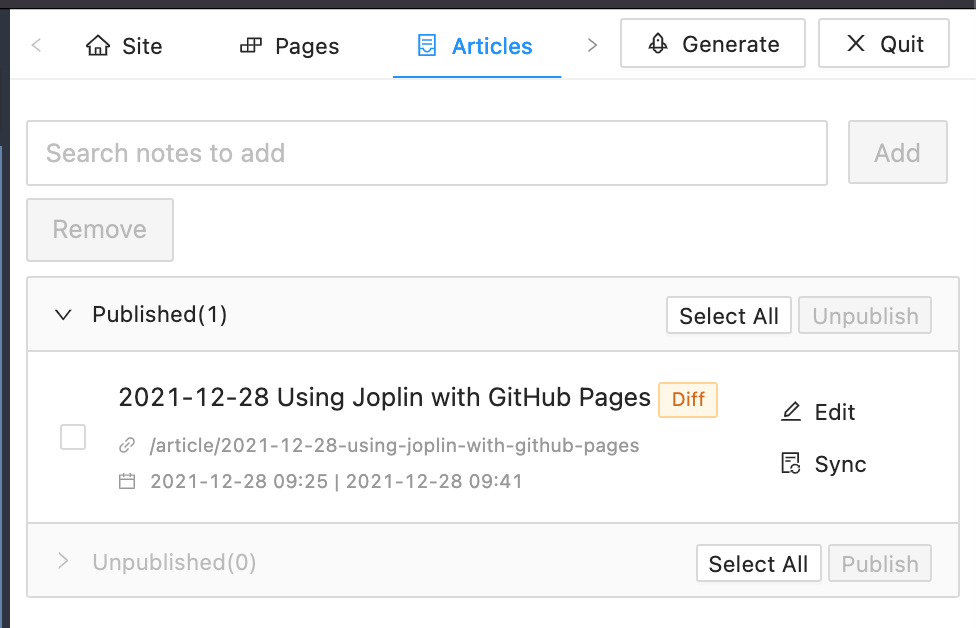 Site Pages Articles Generate Quit
Search notes to add Add
Remove
Published(1) Select All Unpublish
2021-12-28 Using Joplin with GitHub Pages Diff
Edit
/article/2021-12-28-using-joplin-with-github-pages
Sync
2021-12-28 09:25 | 2021-12-28 09:41
Unpublished(0) Select All Publish